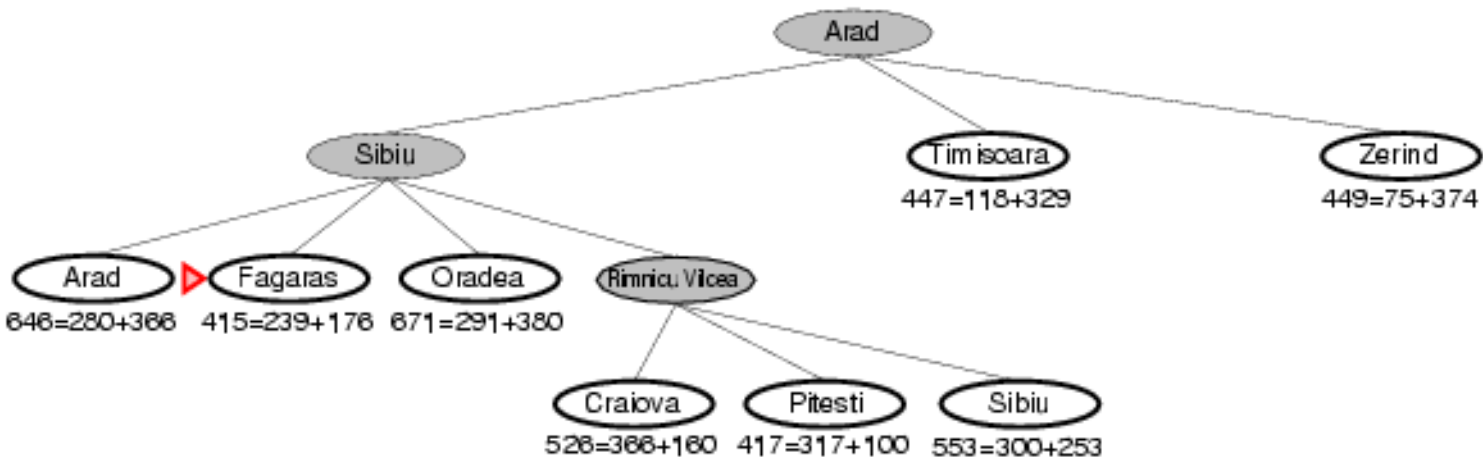 Arad
Sibiu Timisoara Zerind
447=118+329 449=75+374
Arad Fagaras Oradea Rimnicu Vilcea
646=280+366 415=239+176 671=291+380
Craiova Pitesti Sibiu
526=366+160 417=317+100 553=300+253